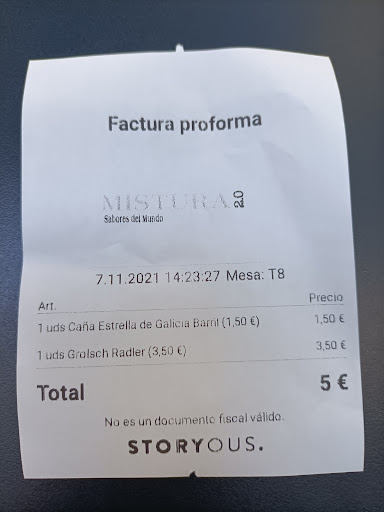 Factura proforma
MISTURA 2.0
Sabores del Mundo
7.11.2021 14:23:27 Mesa: T8
Art. Precio
1 uds Caña Estrella de Galicia Barril (1,50 €) 1,50 €
1 uds Grolsch Radler (3,50 €) 3,50 €
Total 5 €
No es un documento fiscal válido.
STORYOUS.